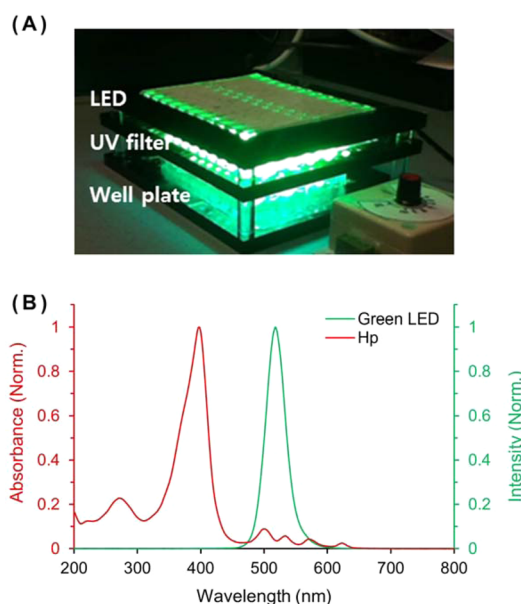 (A)
LED
UV filter
Well plate
(B)
Green LED
Hp
Absorbance (Norm.)
1
0.8
0.6
0.4
0.2
0
1
0.8
0.6
0.4
0.2
0
Intensity (Norm.)
200 300 400 500 600 700 800
Wavelength (nm)